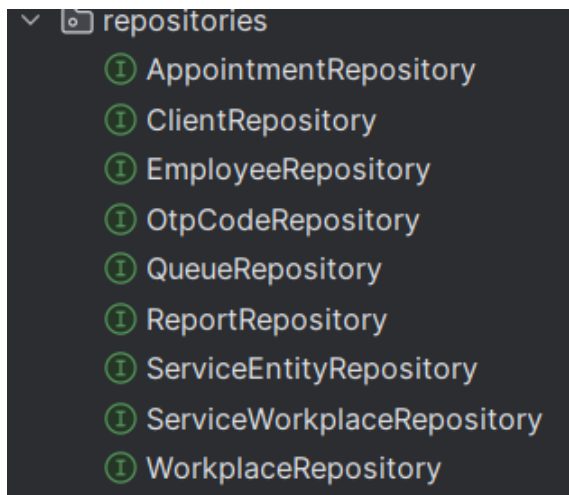 repositories
AppointmentRepository
ClientRepository
EmployeeRepository
OtpCodeRepository
QueueRepository
ReportRepository
ServiceEntityRepository
ServiceWorkplaceRepository
WorkplaceRepository